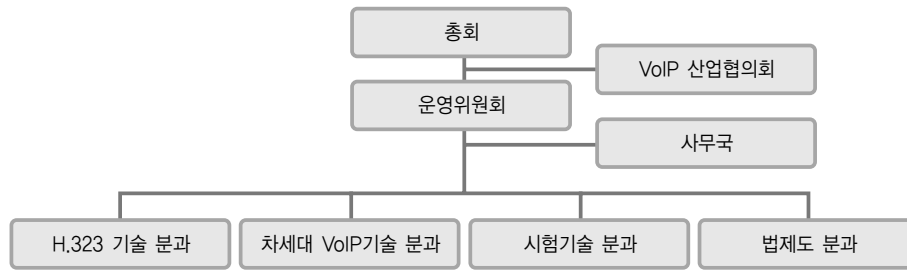 총회
VoIP 산업협의회
운영위원회
사무국
H.323 기술 분과
차세대 VoIP기술 분과
시험기술 분과
법제도 분과